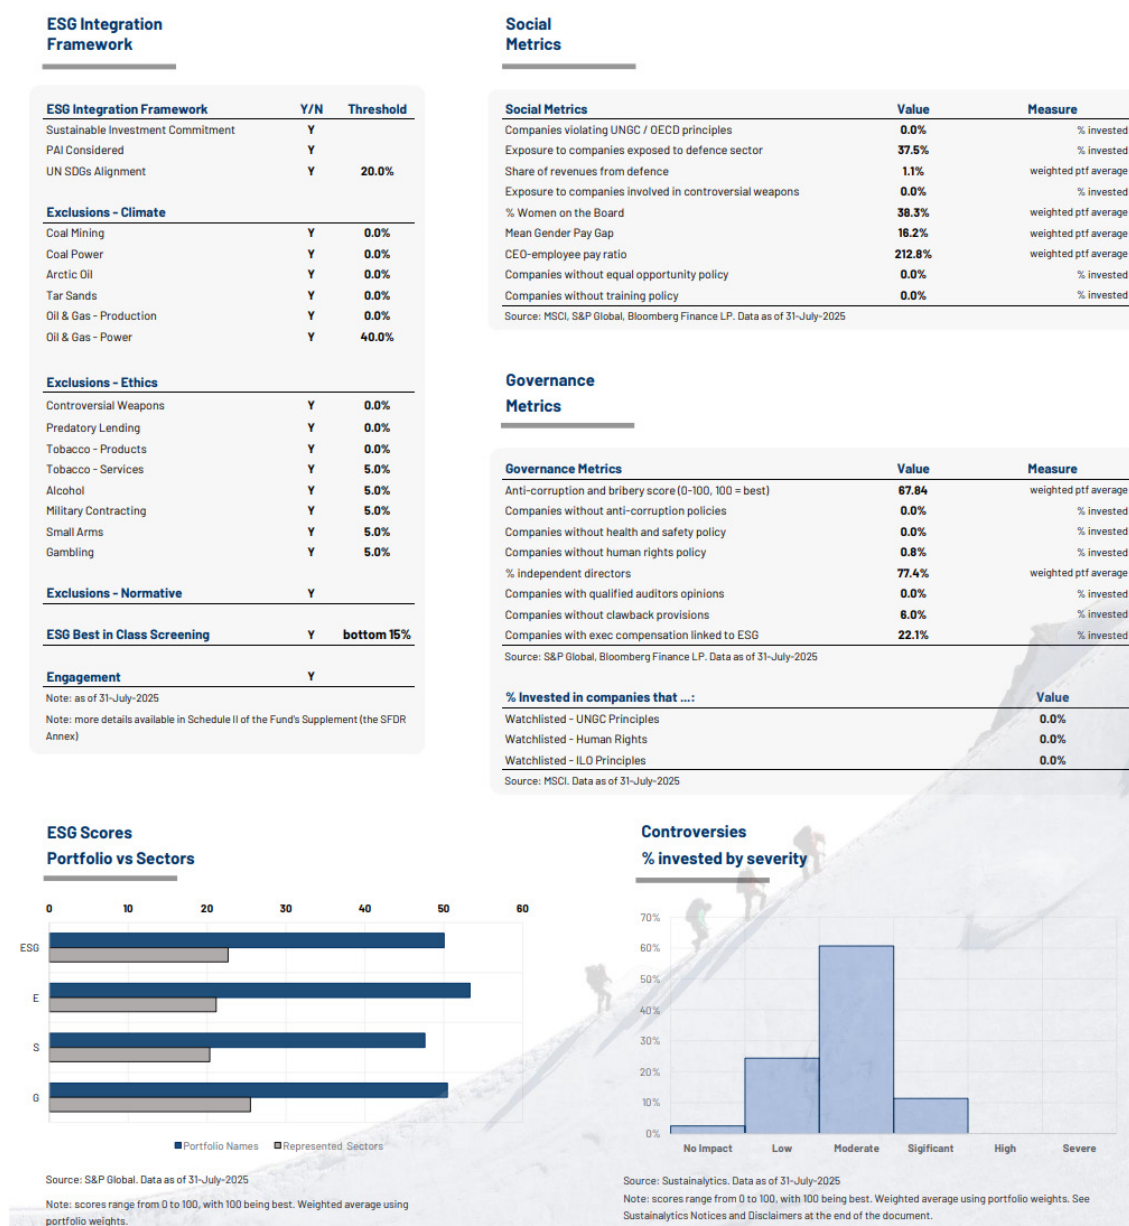 ESG Integration
Framework
ESG Integration Framework Y/N Threshold
Sustainable Investment Commitment Y
PAI Considered Y
UN SDGs Alignment Y 20.0%
Exclusions - Climate
Coal Mining Y 0.0%
Coal Power Y 0.0%
Arctic Oil Y 0.0%
Tar Sands Y 0.0%
Oil & Gas - Production Y 0.0%
Oil & Gas - Power Y 40.0%
Exclusions - Ethics
Controversial Weapons Y 0.0%
Predatory Lending Y 0.0%
Tobacco - Products Y 0.0%
Tobacco - Services Y 5.0%
Alcohol Y 5.0%
Military Contracting Y 5.0%
Small Arms Y 5.0%
Gambling Y 5.0%
Exclusions - Normative Y
ESG Best in Class Screening Y bottom 15%
Engagement Y
Note: as of 31-July-2025
Note: more details available in Schedule II of the Fund's Supplement (the SFDR
Annex)
Social
Metrics
Social Metrics Value Measure
Companies violating UNGC / OECD principles 0.0% % invested
Exposure to companies exposed to defence sector 37.5% % invested
Share of revenues from defence 1.1% weighted ptf average
Exposure to companies involved in controversial weapons 0.0% % invested
% Women on the Board 38.3% weighted ptf average
Mean Gender Pay Gap 16.2% weighted ptf average
CEO-employee pay ratio 212.8% weighted ptf average
Companies without equal opportunity policy 0.0% % invested
Companies without training policy 0.0% % invested
Source: MSCI, S&P Global, Bloomberg Finance LP. Data as of 31-July-2025
Governance
Metrics
Governance Metrics Value Measure
Anti-corruption and bribery score (0-100, 100 = best) 67.84 weighted ptf average
Companies without anti-corruption policies 0.0% % invested
Companies without health and safety policy 0.0% % invested
Companies without human rights policy 0.8% % invested
% independent directors 77.4% weighted ptf average
Companies with qualified auditors opinions 0.0% % invested
Companies without clawback provisions 6.0% % invested
Companies with exec compensation linked to ESG 22.1% % invested
Source: S&P Global, Bloomberg Finance LP. Data as of 31-July-2025
% Invested in companies that ...: Value
Watchlisted - UNGC Principles 0.0%
Watchlisted - Human Rights 0.0%
Watchlisted - ILO Principles 0.0%
Source: MSCI. Data as of 31-July-2025
ESG Scores
Portfolio vs Sectors
0 10 20 30 40 50 60
ESG
E
S
G
Portfolio Names Represented Sectors
Source: S&P Global. Data as of 31-July-2025
Note: scores range from 0 to 100, with 100 being best. Weighted average using
portfolio weights.
Controversies
% invested by severity
70%
60%
50%
40%
30%
20%
10%
0%
No Impact Low Moderate Sigificant High Severe
Source: Sustainalytics. Data as of 31-July-2025
Note: scores range from 0 to 100, with 100 being best. Weighted average using portfolio weights. See
Sustainalytics Notices and Disclaimers at the end of the document.